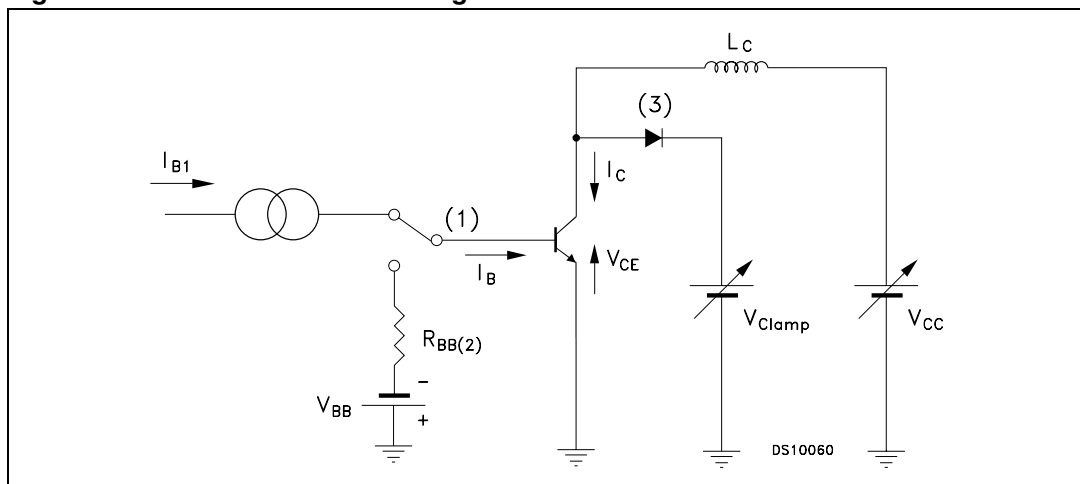 L_C
(3)
I_B1
I_C
(1)
I_B
V_CE
V_Clamp
V_CC
R_BB(2)
V_BB
-
+
DS10060